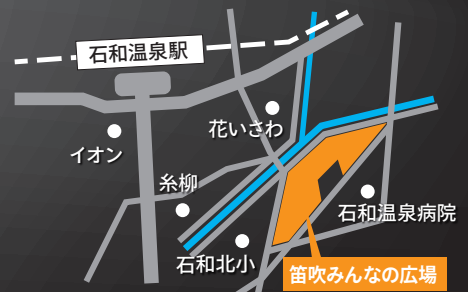 石和温泉駅
花いさわ
イオン
糸柳
石和温泉病院
石和北小
笛吹みんなの広場